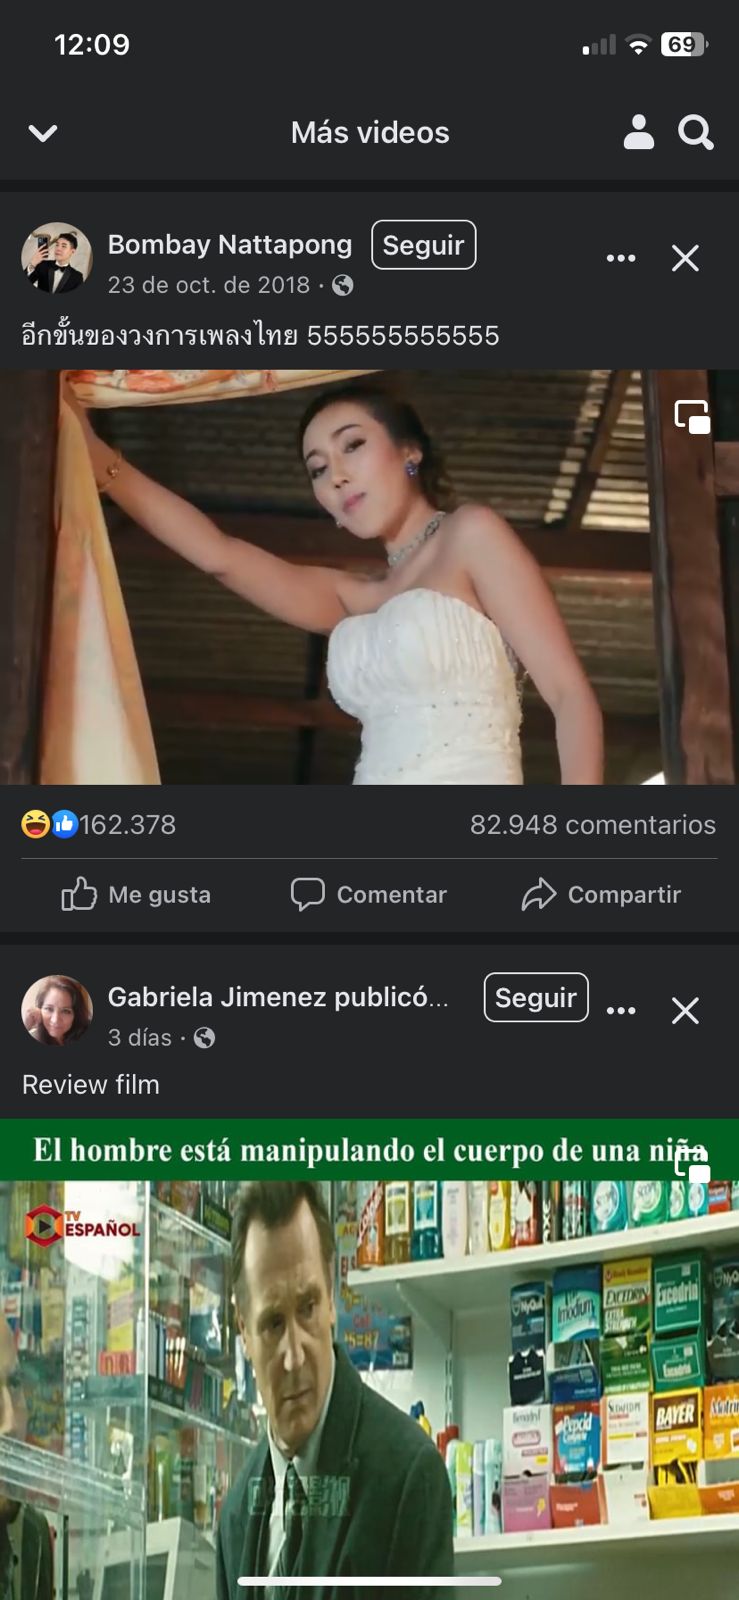 12:09
69
Más videos
Bombay Nattapong
Seguir
23 de oct. de 2018 ·
อีกขั้นของวงการเพลงไทย 555555555555
162.378
82.948 comentarios
Me gusta
Comentar
Compartir
Gabriela Jimenez publicó...
Seguir
3 días ·
Review film
El hombre está manipulando el cuerpo de una niña
TV
ESPAÑOL
Imodium
EXCEDRIN
Excedrin
Excedrin
Pepcid
BAYER
Motrin